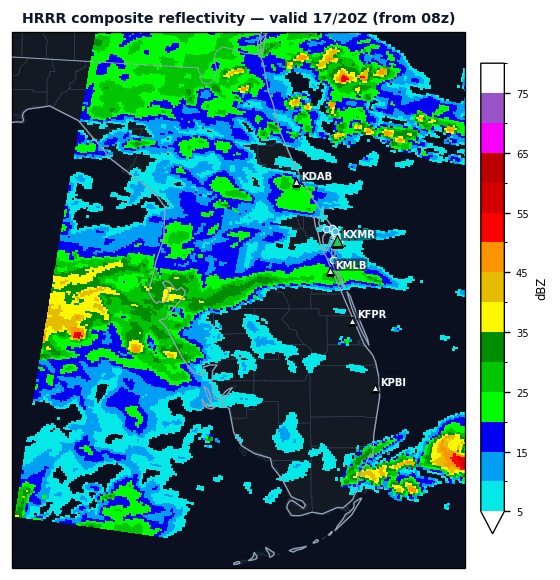 HRRR composite reflectivity — valid 17/20Z (from 08z)
KDAB
KXMR
KMLB
KFPR
KPBI
75
65
55
45
35
25
15
5
dBZ